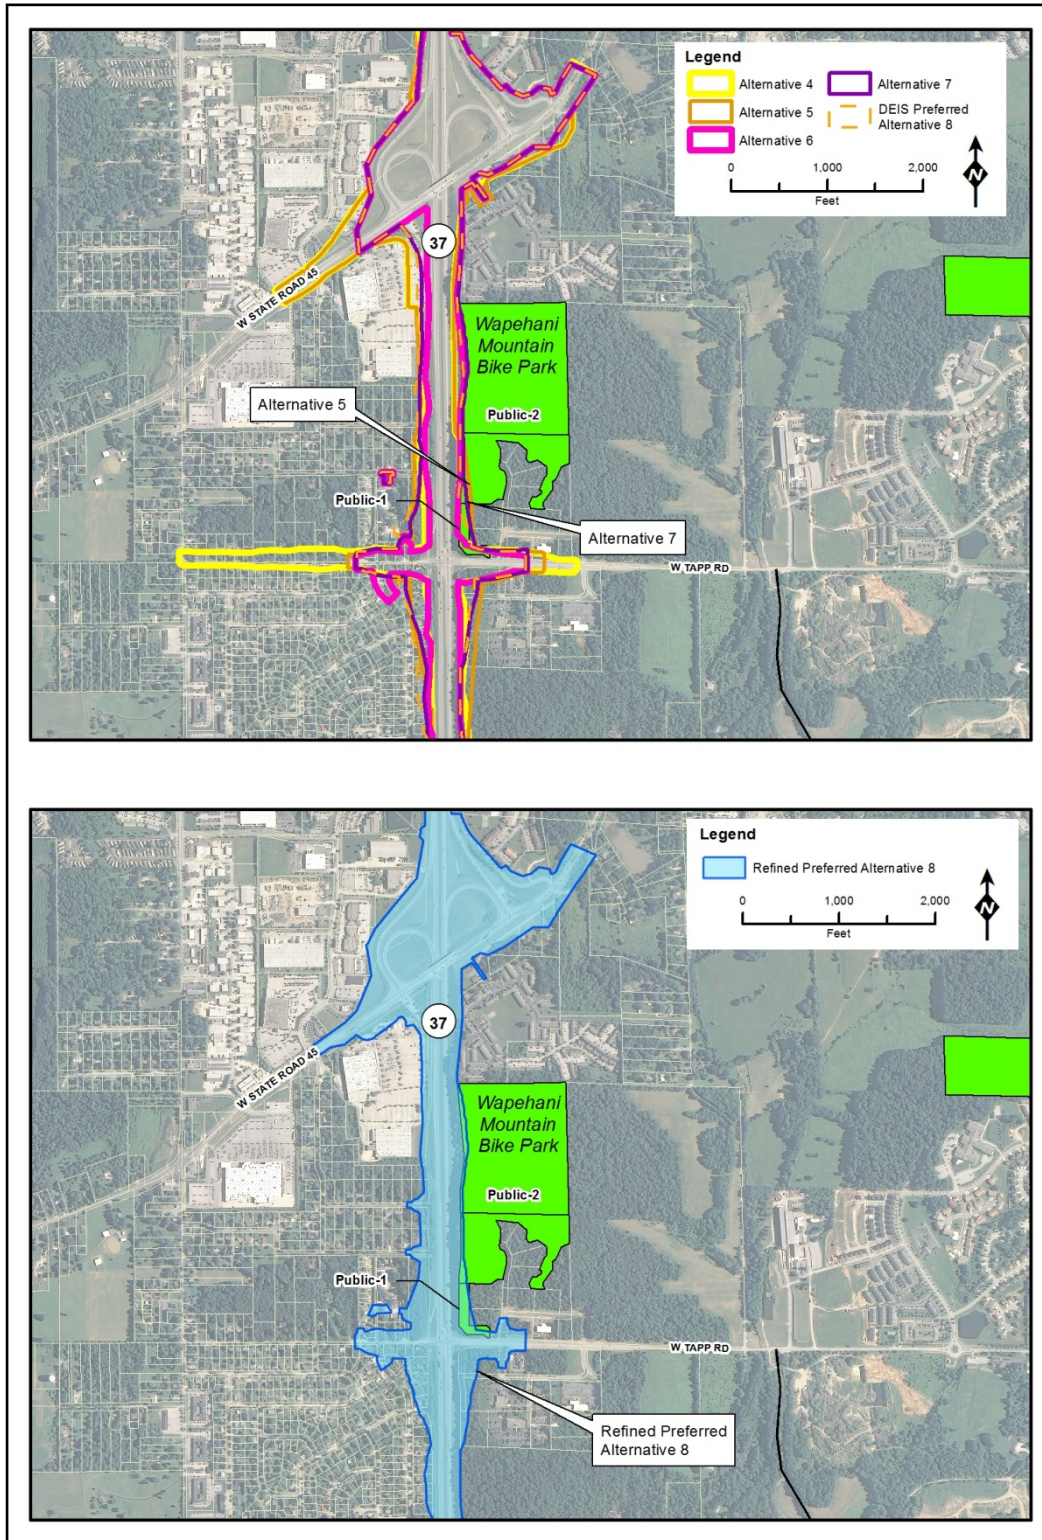 Legend
Alternative 4
Alternative 5
Alternative 6
Alternative 7
DEIS Preferred
Alternative 8
0
1,000
2,000
Feet
N
37
W STATE ROAD 45
Wapehani
Mountain
Bike Park
Public-2
Alternative 5
Public-1
Alternative 7
W TAPP RD
Legend
Refined Preferred Alternative 8
0
1,000
2,000
Feet
N
37
W STATE ROAD 45
Wapehani
Mountain
Bike Park
Public-2
Public-1
W TAPP RD
Refined Preferred
Alternative 8